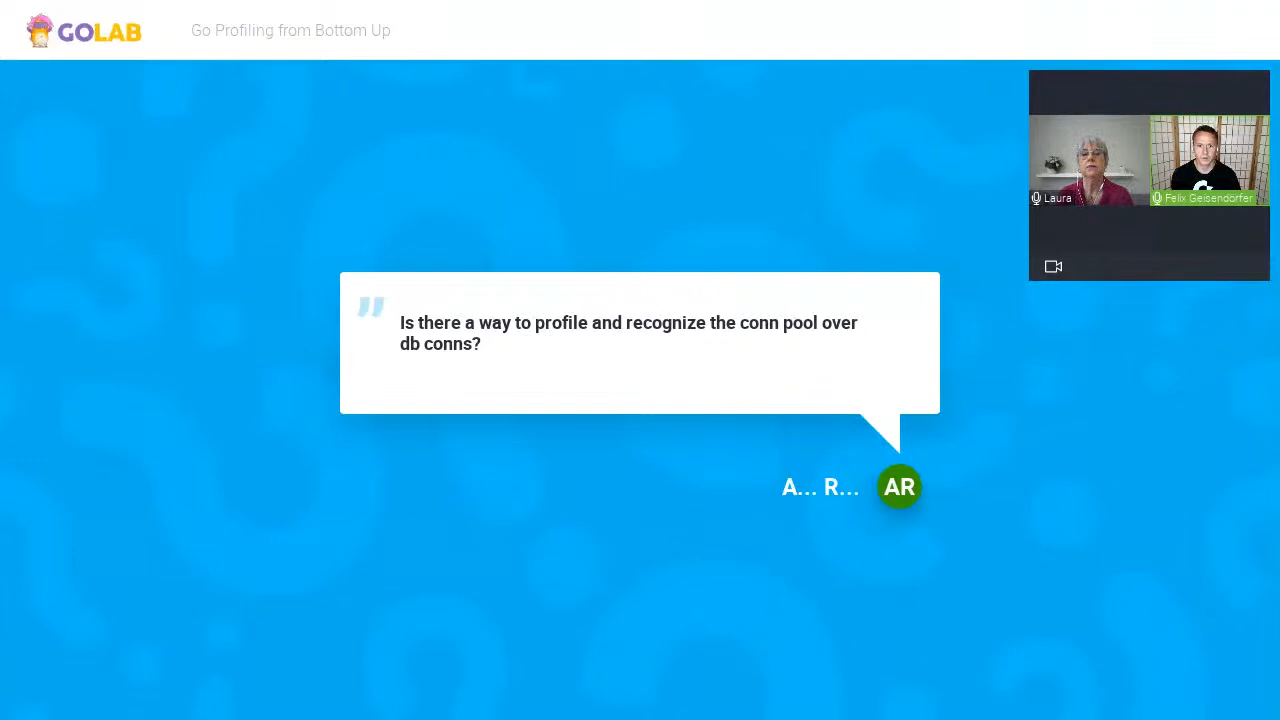 GOLAB
Go Profiling from Bottom Up
Laura
Felix Geisendörfer
"
Is there a way to profile and recognize the conn pool over
db conns?
A... R...
AR